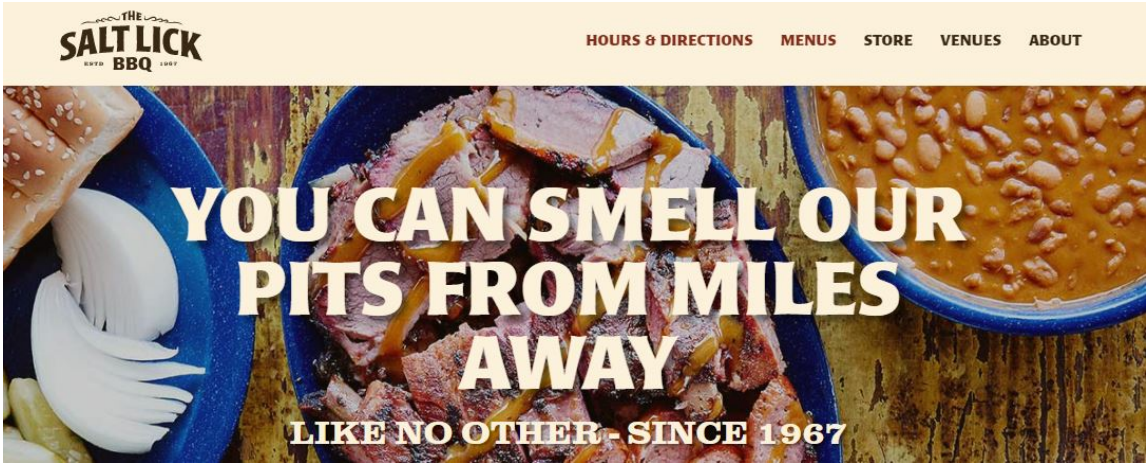 THE
SALT LICK
ESTD BBQ 1967
HOURS & DIRECTIONS MENUS STORE VENUES ABOUT
YOU CAN SMELL OUR
PITS FROM MILES
AWAY
LIKE NO OTHER - SINCE 1967